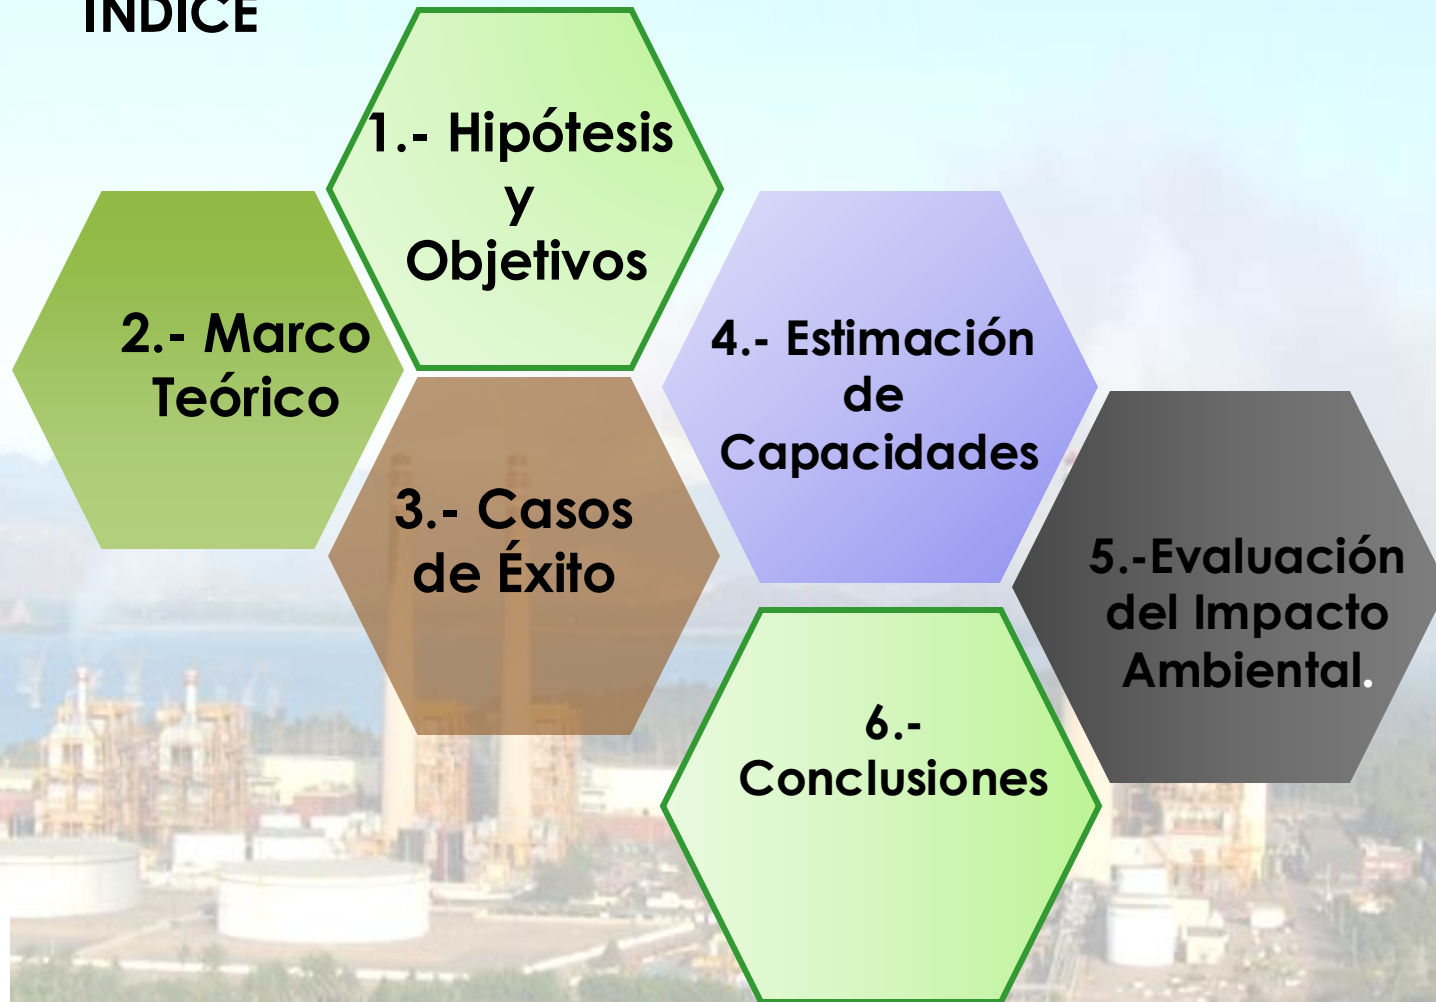 INDICE
1.- Hipótesis
y
Objetivos
2.- Marco
Teórico
3.- Casos
de Éxito
4.- Estimación
de
Capacidades
5.-Evaluación
del Impacto
Ambiental.
6.-
Conclusiones